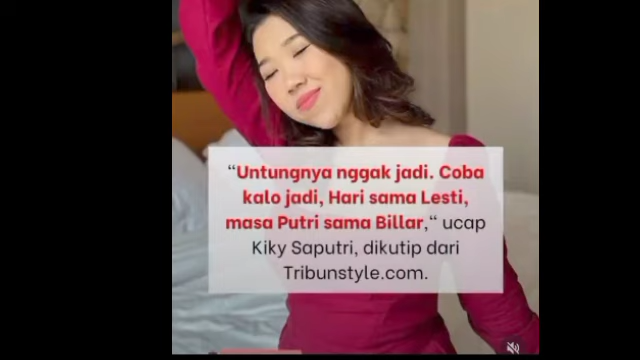 “Untungnya nggak jadi. Coba
kalo jadi, Hari sama Lesti,
masa Putri sama Billar,“ ucap
Kiky Saputri, dikutip dari
Tribunstyle.com.